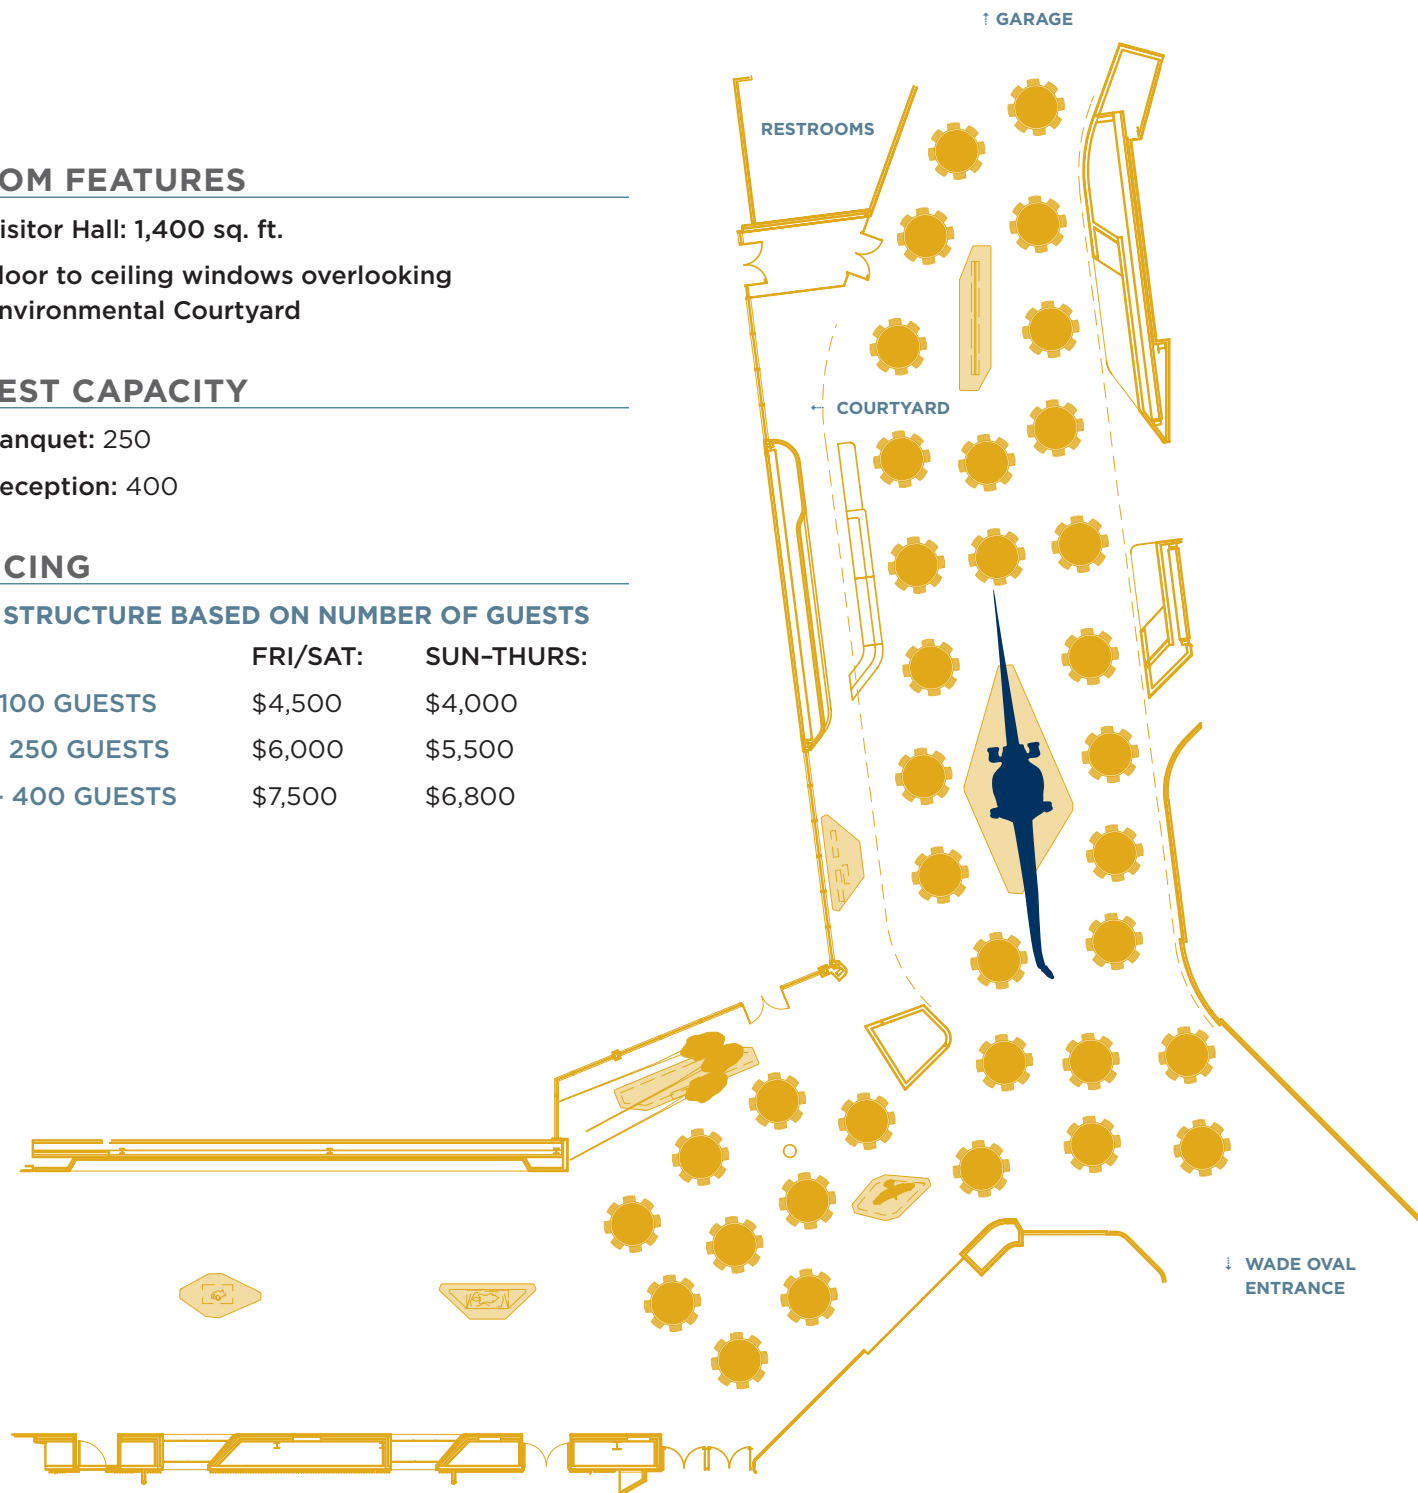 OM FEATURES
isitor Hall: 1,400 sq. ft.
loor to ceiling windows overlooking
nvironmental Courtyard
EST CAPACITY
anquet: 250
eception: 400
CING
STRUCTURE BASED ON NUMBER OF GUESTS
FRI/SAT: SUN–THURS:
100 GUESTS $4,500 $4,000
250 GUESTS $6,000 $5,500
- 400 GUESTS $7,500 $6,800
↑ GARAGE
RESTROOMS
← COURTYARD
↓ WADE OVAL
ENTRANCE